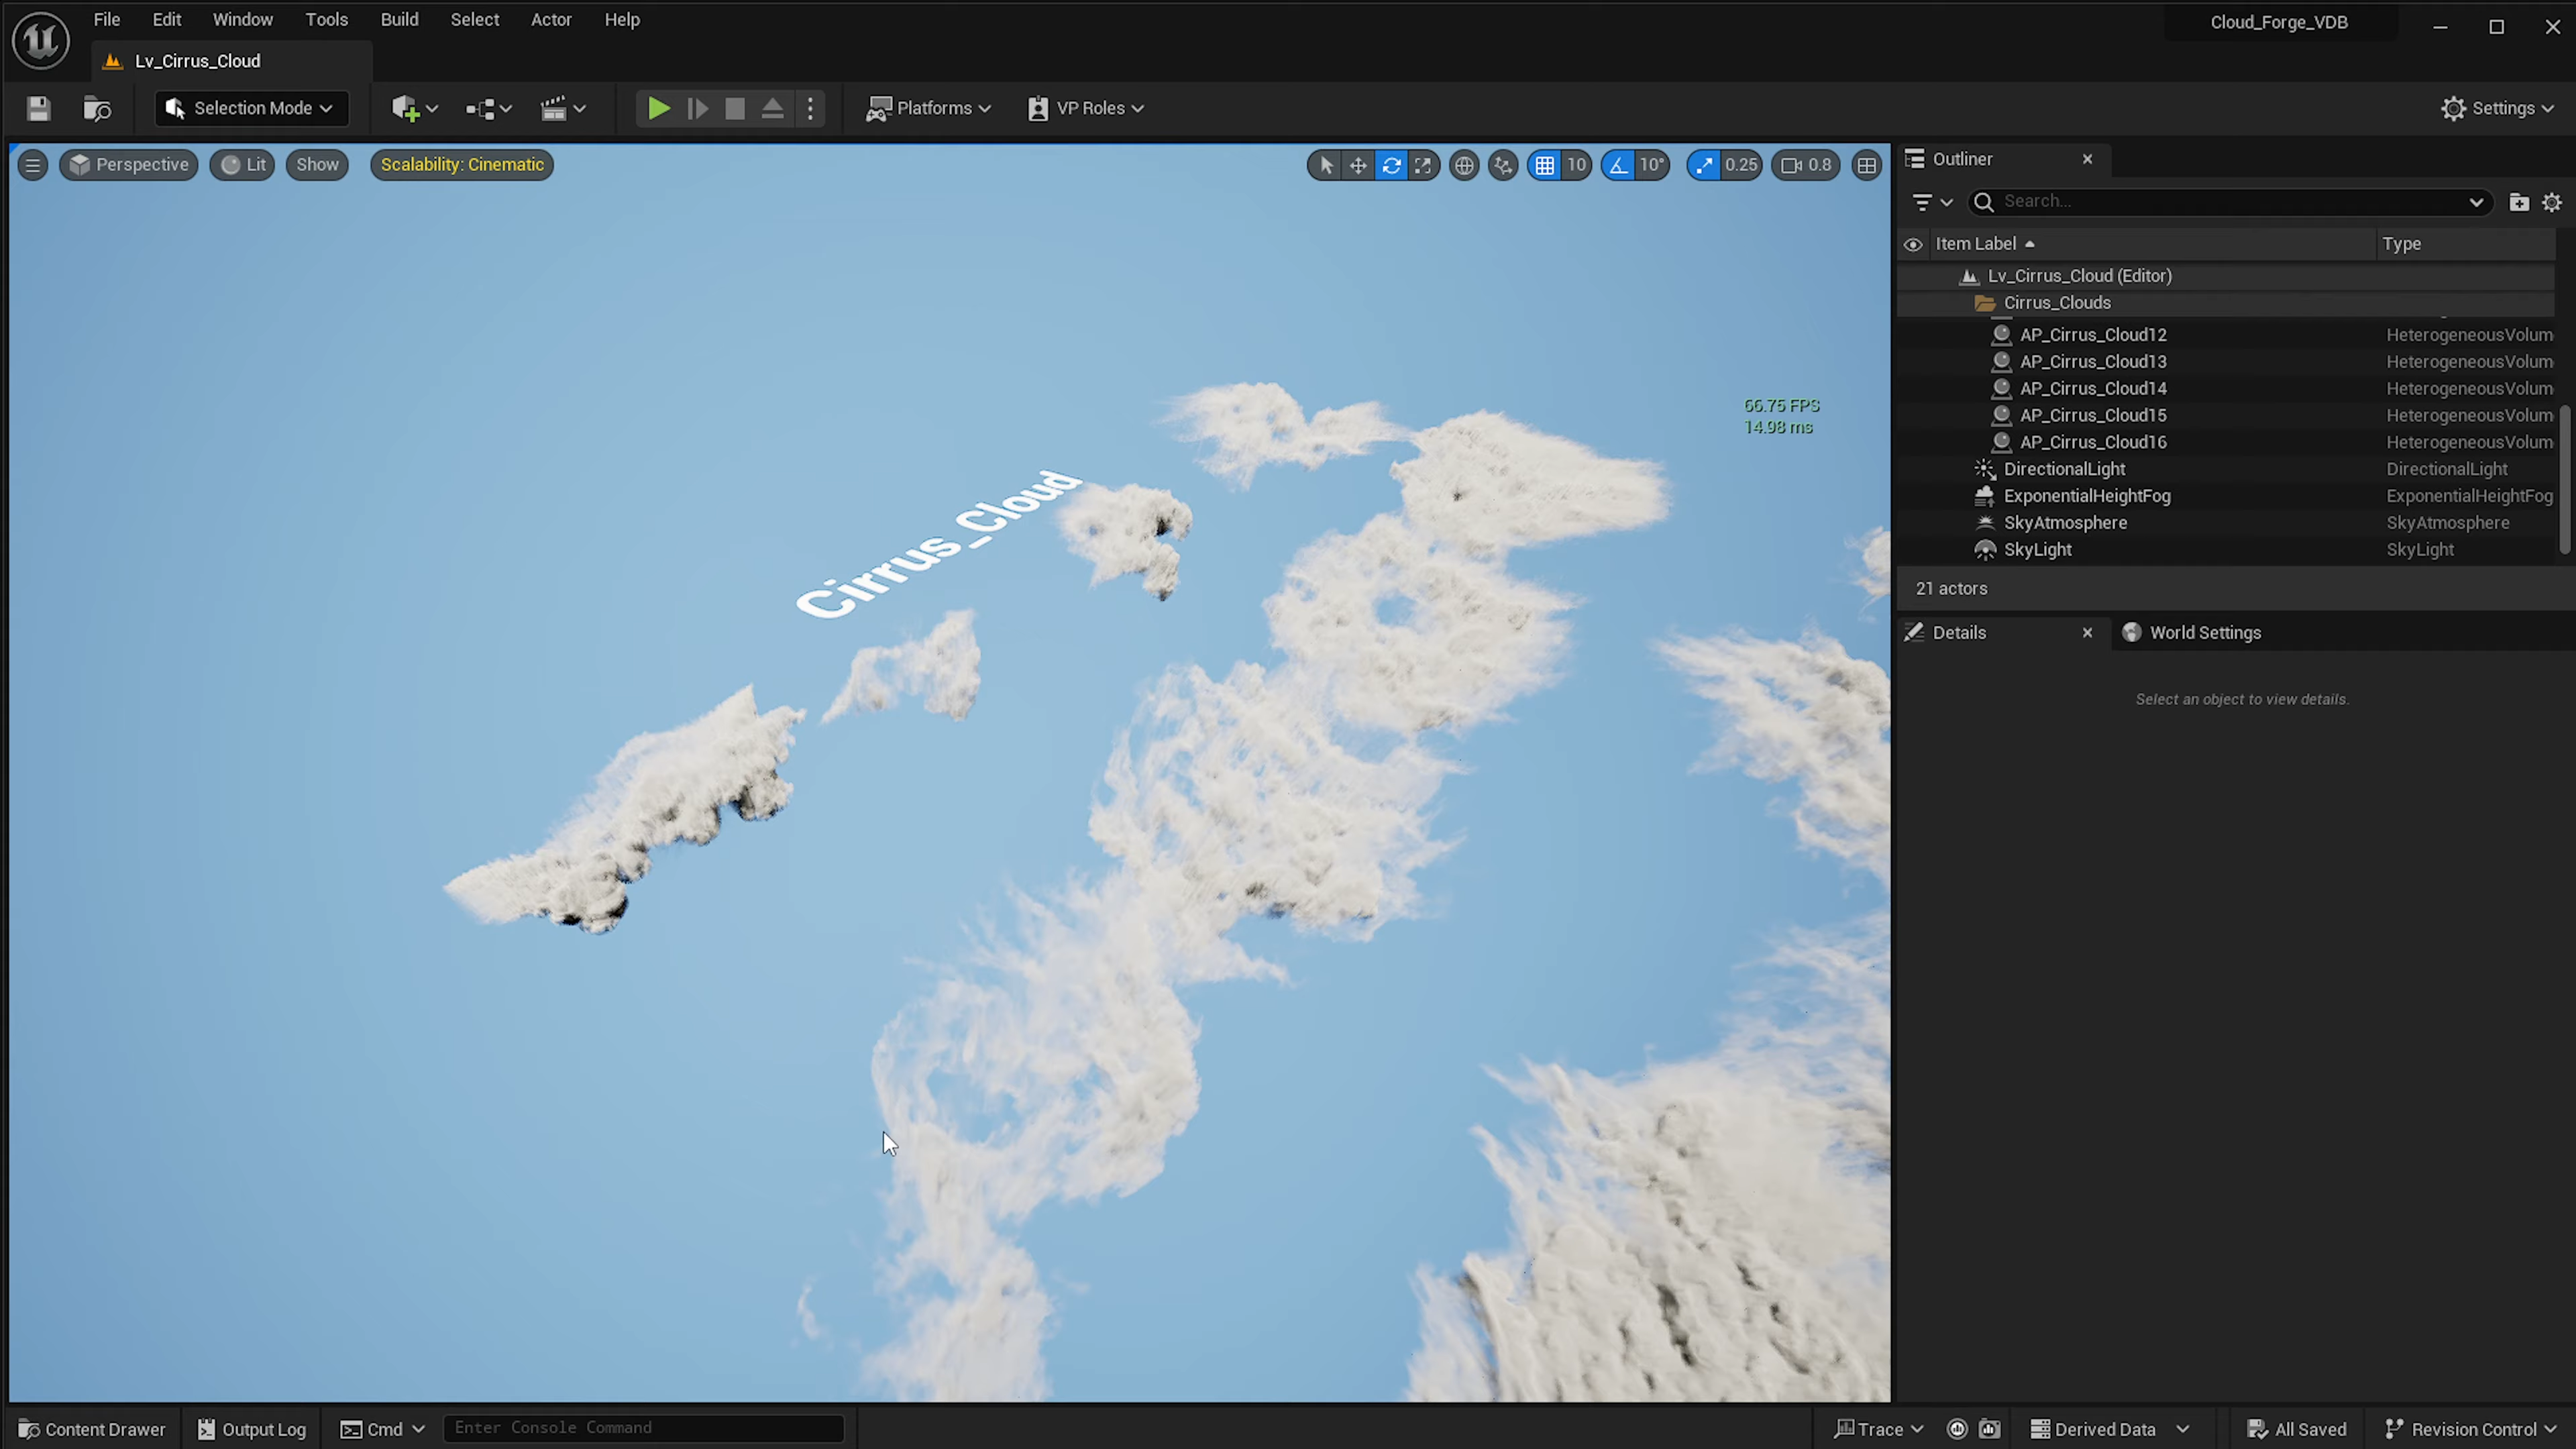 File Edit Window Tools Build Select Actor Help
Cloud_Forge_VDB
Lv_Cirrus_Cloud
Selection Mode
Platforms
VP Roles
Settings
Perspective
Lit
Show
Scalability: Cinematic
10
10°
0.25
0.8
Outliner
Search...
Item Label
Type
Lv_Cirrus_Cloud (Editor)
Cirrus_Clouds
AP_Cirrus_Cloud12 HeterogeneousVolum
AP_Cirrus_Cloud13 HeterogeneousVolum
AP_Cirrus_Cloud14 HeterogeneousVolum
AP_Cirrus_Cloud15 HeterogeneousVolum
AP_Cirrus_Cloud16 HeterogeneousVolum
DirectionalLight DirectionalLight
ExponentialHeightFog ExponentialHeightFog
SkyAtmosphere SkyAtmosphere
SkyLight SkyLight
21 actors
66.75 FPS
14.98 ms
Cirrus_Cloud
Details
World Settings
Select an object to view details.
Content Drawer
Output Log
Cmd
Enter Console Command
Trace
Derived Data
All Saved
Revision Control